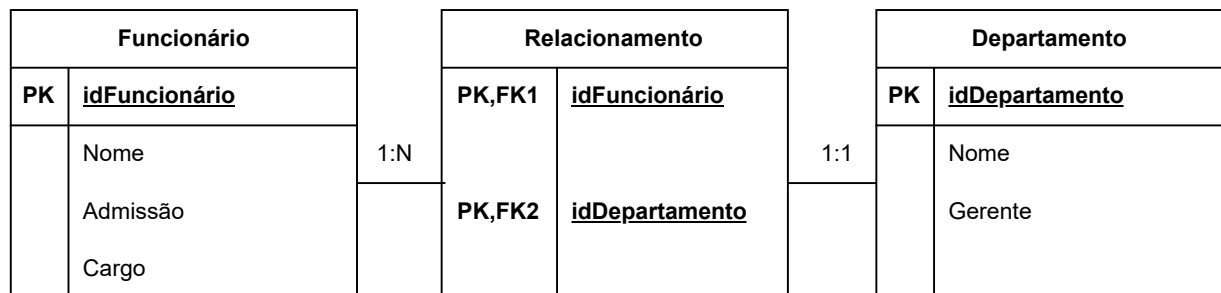 Funcionário
PK idFuncionário
Nome
Admissão
Cargo
1:N
Relacionamento
PK,FK1 idFuncionário
PK,FK2 idDepartamento
1:1
Departamento
PK idDepartamento
Nome
Gerente